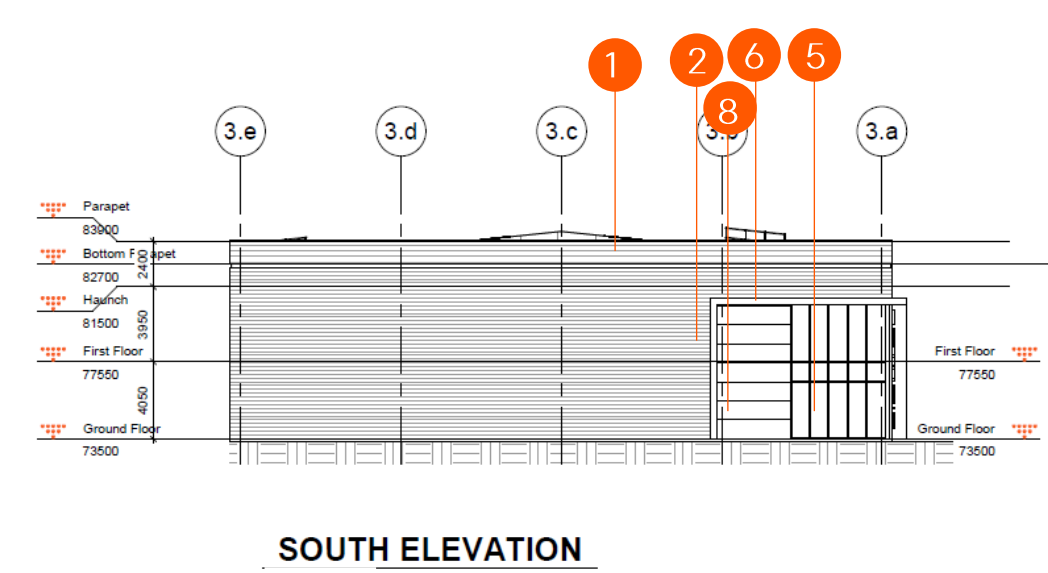 1
2
6
5
8
3.e
3.d
3.c
3.a
Parapet
83900
Bottom Parapet
82700
Haunch
81500
First Floor
77550
Ground Floor
73500
2400
3950
4050
First Floor
77550
Ground Floor
73500
SOUTH ELEVATION